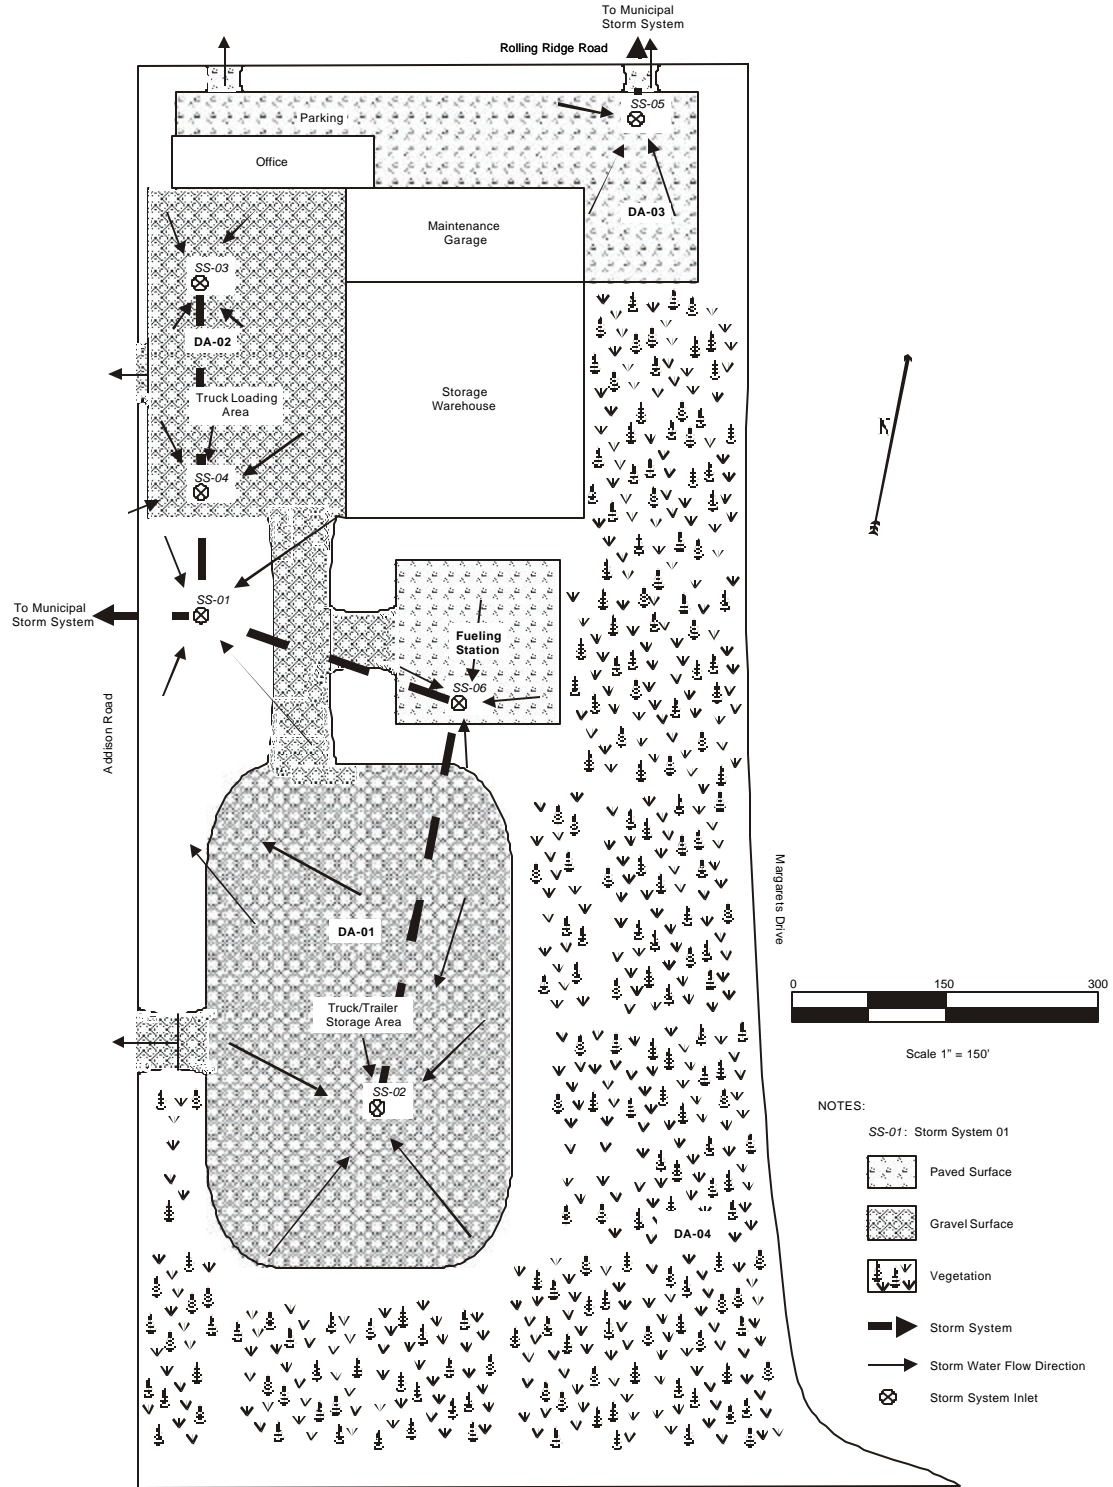 To Municipal
Storm System
Rolling Ridge Road
SS-05
Parking
Office
DA-03
Maintenance
Garage
SS-03
DA-02
Storage
Warehouse
Truck Loading
Area
N
SS-04
SS-01
To Municipal
Storm System
Fueling
Station
SS-06
Addison Road
Margarets Drive
DA-01
0 150 300
Truck/Trailer
Storage Area
Scale 1" = 150'
SS-02
NOTES:
SS-01: Storm System 01
Paved Surface
Gravel Surface
DA-04
Vegetation
Storm System
Storm Water Flow Direction
Storm System Inlet